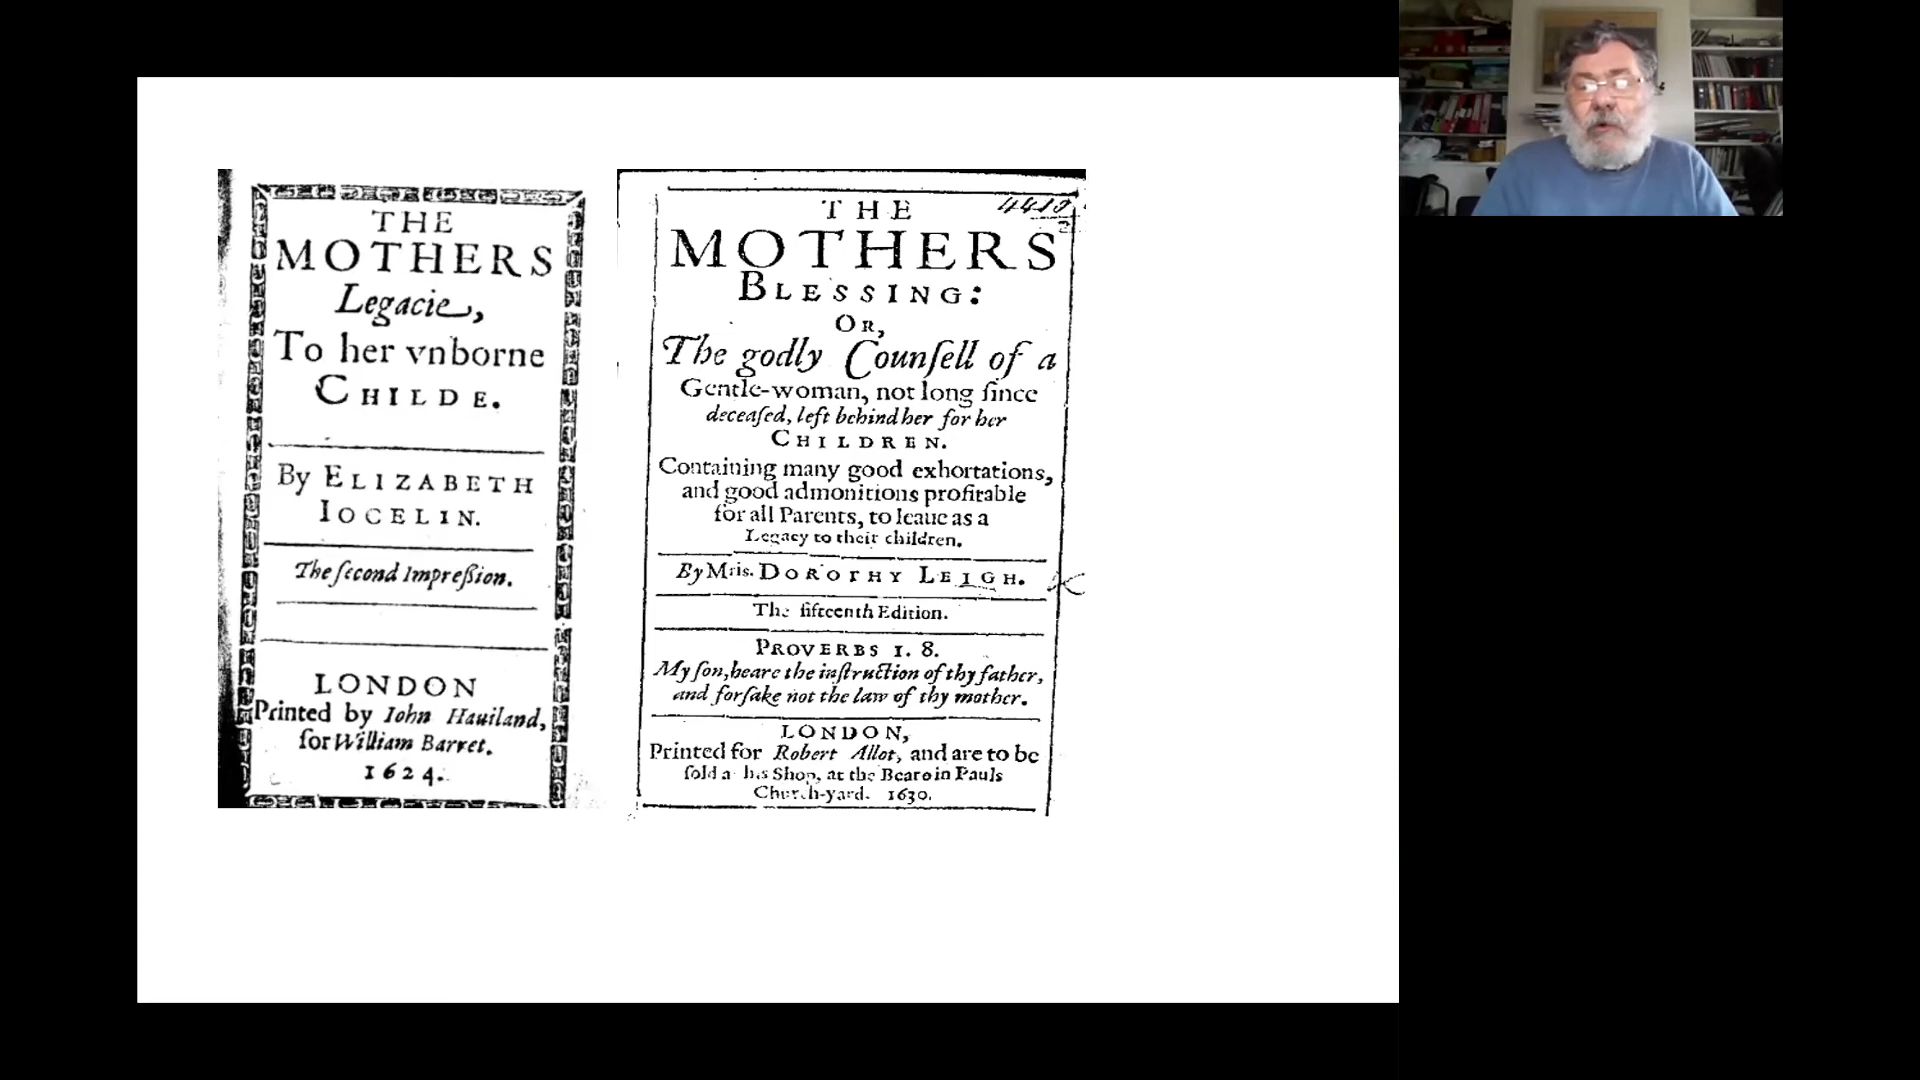 THE
MOTHERS
Legacie,
To her vnborne
CHILDE.
By ELIZABETH
IOCELIN.
The ſecond Impreßion.
LONDON
Printed by Iohn Hauiland,
for William Barret.
1624.
THE
MOTHERS
BLESSING:
OR,
The godly Counſell of a
Gentle-woman, not long ſince
deceaſed, left behind her for her
CHILDREN.
Containing many good exhortations,
and good admonitions profitable
for all Parents, to leaue as a
Legacy to their children.
By Mris. DOROTHY LEIGH.
The fifteenth Edition.
PROVERBS 1. 8.
My ſon, heare the inſtruction of thy father,
and forſake not the law of thy mother.
LONDON,
Printed for Robert Allot, and are to be
ſold at his Shop, at the Beare in Pauls
Church-yard. 1630.